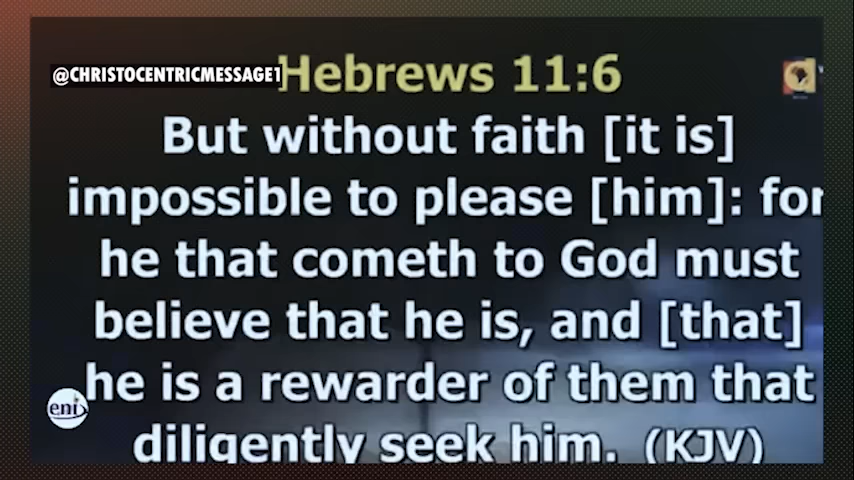 @CHRISTOCENTRICMESSAGE1
Hebrews 11:6
But without faith [it is]
impossible to please [him]: for
he that cometh to God must
believe that he is, and [that]
he is a rewarder of them that
diligently seek him. (KJV)
eni